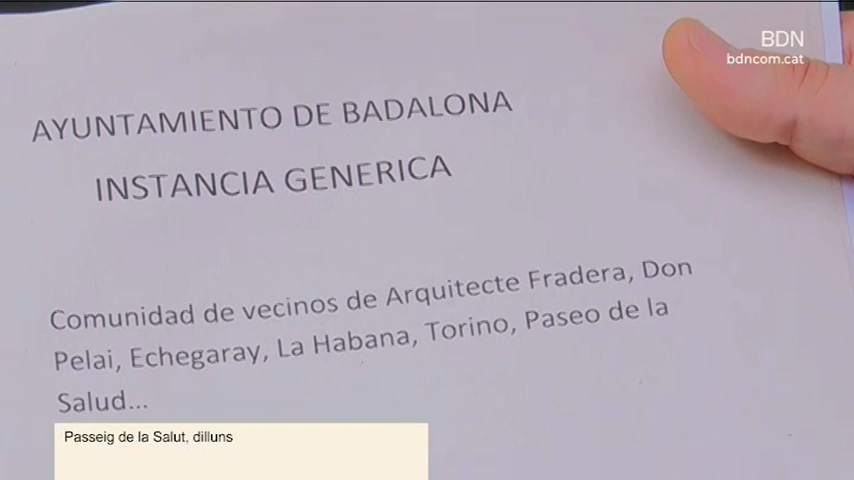 BDN
bdncom.cat
AYUNTAMIENTO DE BADALONA
INSTANCIA GENERICA
Comunidad de vecinos de Arquitecte Fradera, Don
Pelai, Echegaray, La Habana, Torino, Paseo de la
Salud...
Passeig de la Salut, dilluns